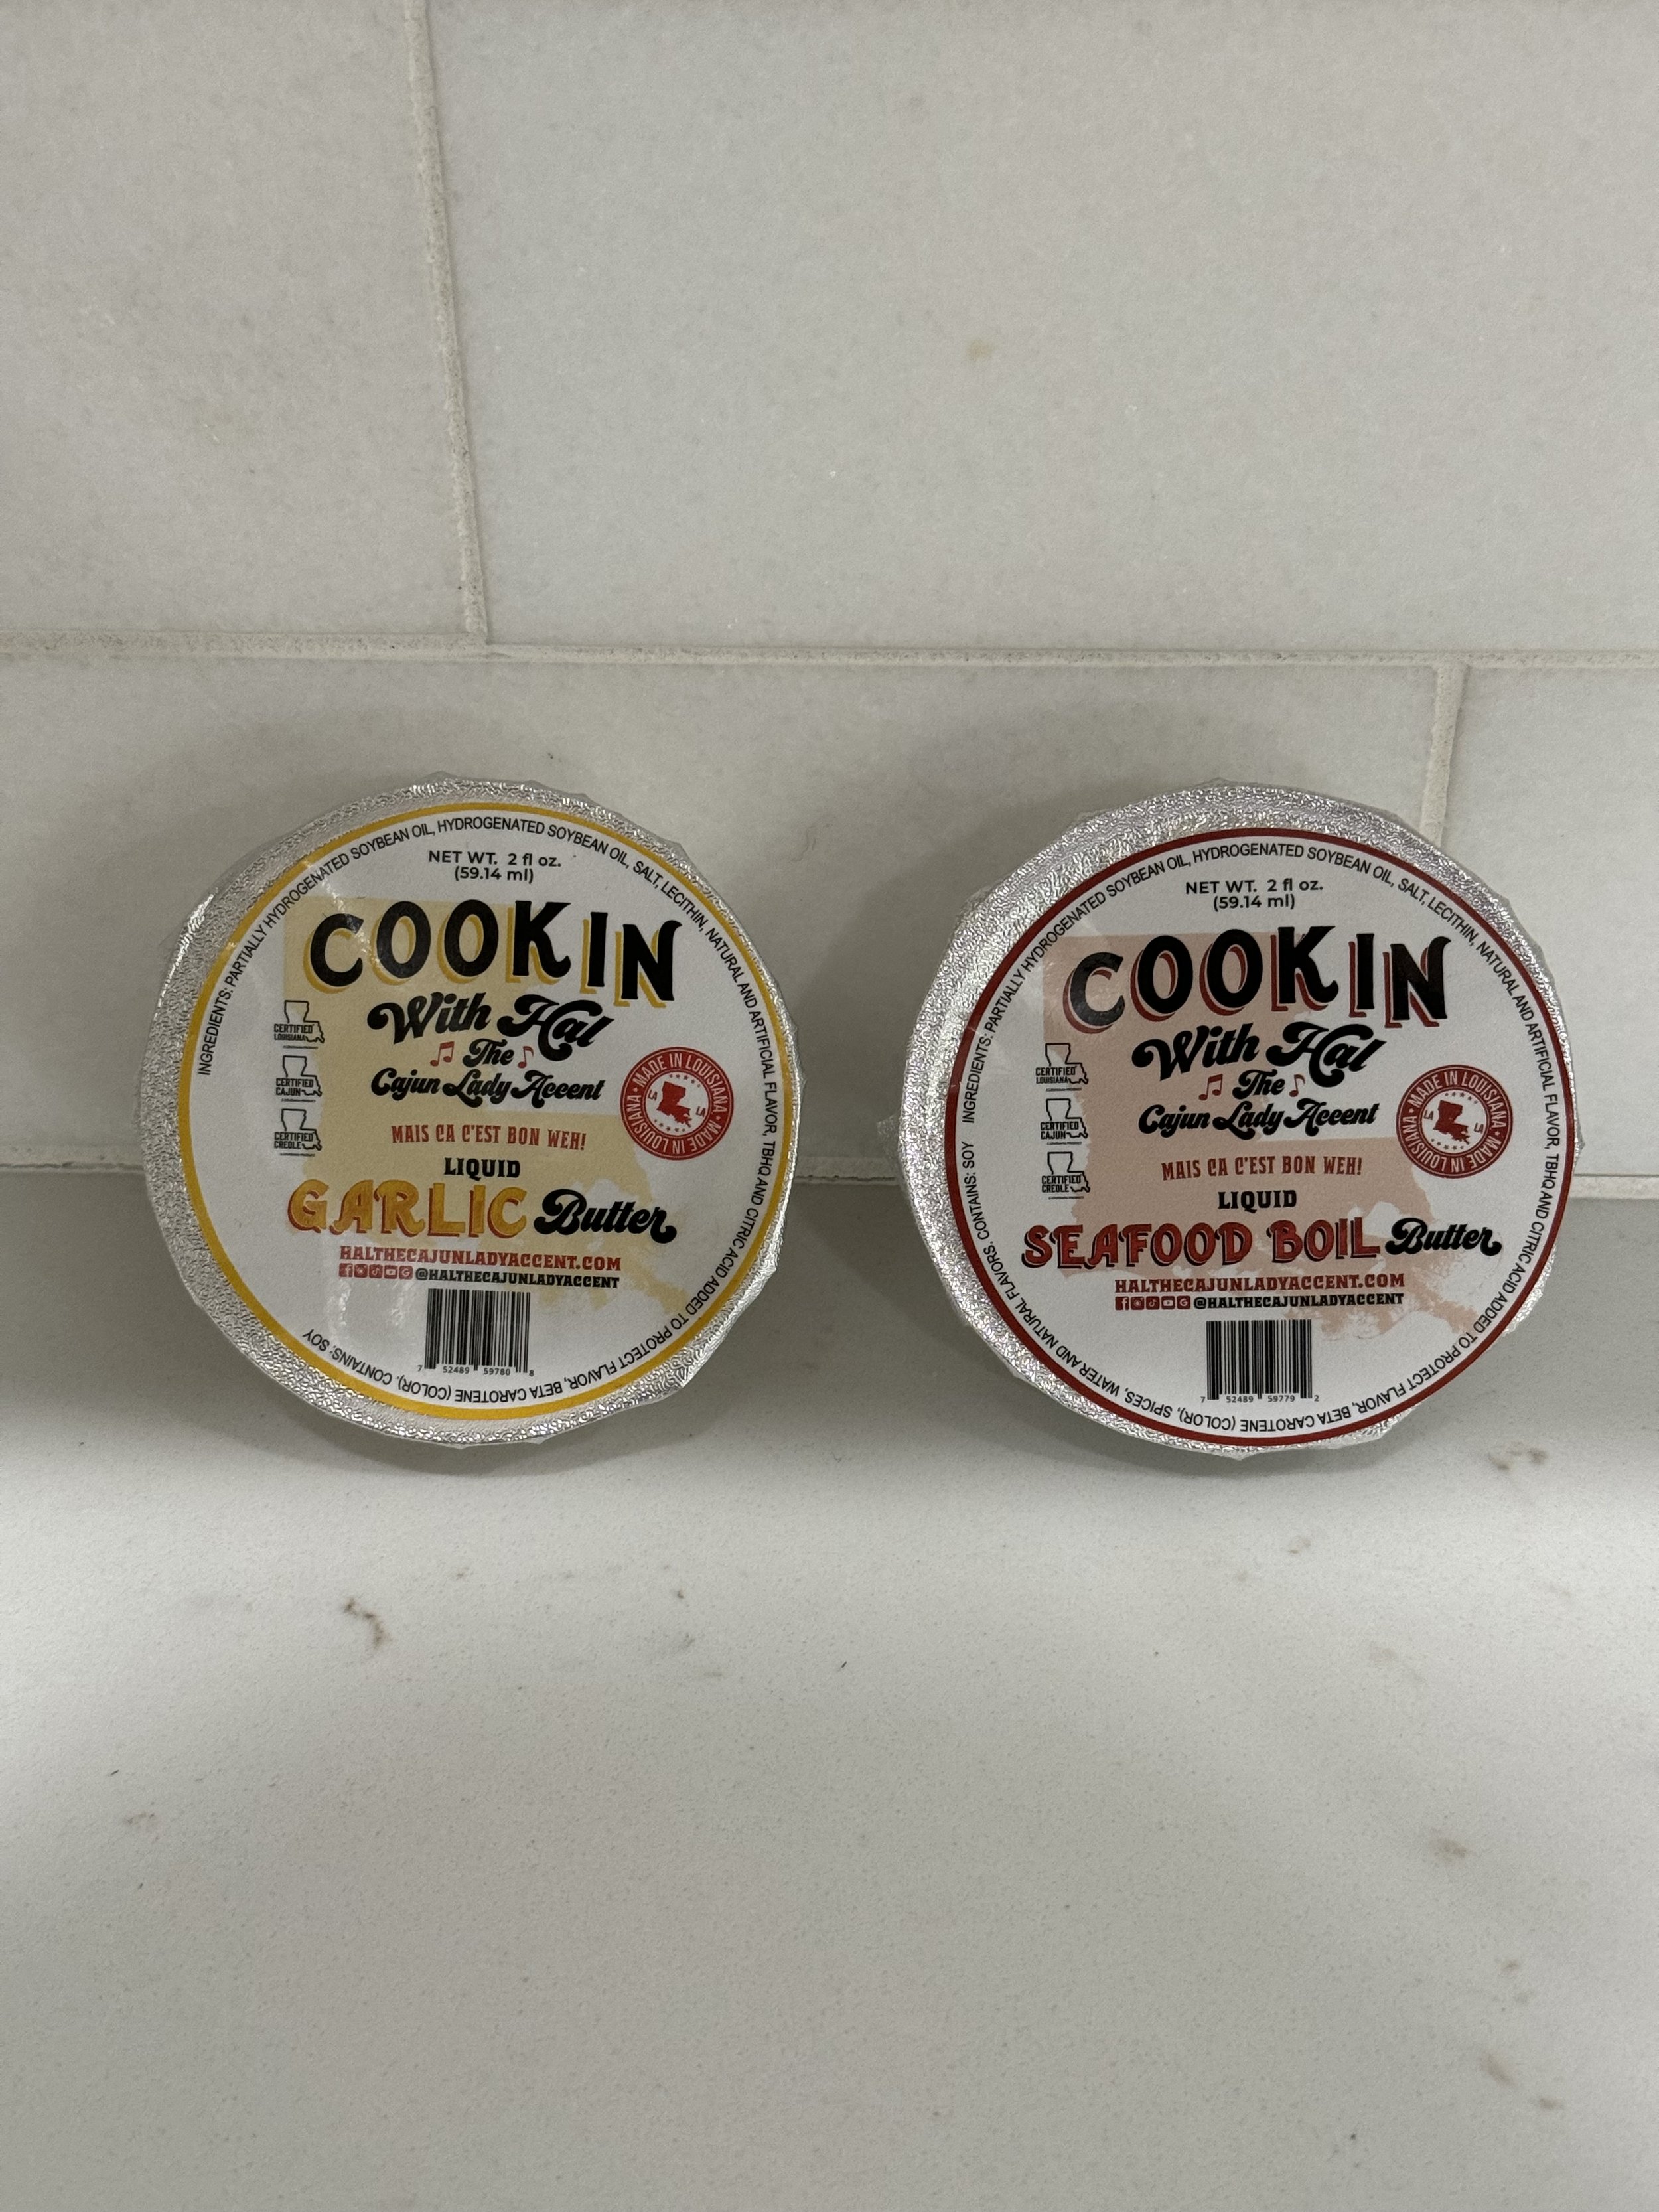 INGREDIENTS: PARTIALLY HYDROGENATED SOYBEAN OIL, HYDROGENATED SOYBEAN OIL, SALT, LECITHIN, NATURAL AND ARTIFICIAL FLAVOR, TBHQ AND CITRIC ACID ADDED TO PROTECT FLAVOR, BETA CAROTENE (COLOR). CONTAINS: SOY
NET WT. 2 fl oz.
(59.14 ml)
COOKIN
With Hal
The
Cajun Lady Accent
CERTIFIED
LOUISIANA
CERTIFIED
CAJUN
CERTIFIED
CREOLE
MADE IN LOUISIANA • MADE IN LOUISIANA •
LA LA
MAIS CA C'EST BON WEH!
LIQUID
GARLIC Butter
HALTHECAJUNLADYACCENT.COM
@HALTHECAJUNLADYACCENT
7 52489 59780 8
INGREDIENTS: PARTIALLY HYDROGENATED SOYBEAN OIL, HYDROGENATED SOYBEAN OIL, SALT, LECITHIN, NATURAL AND ARTIFICIAL FLAVOR, TBHQ AND CITRIC ACID ADDED TO PROTECT FLAVOR, BETA CAROTENE (COLOR), SPICES, WATER AND NATURAL FLAVORS. CONTAINS: SOY
NET WT. 2 fl oz.
(59.14 ml)
COOKIN
With Hal
The
Cajun Lady Accent
CERTIFIED
LOUISIANA
CERTIFIED
CAJUN
CERTIFIED
CREOLE
MADE IN LOUISIANA • MADE IN LOUISIANA •
LA LA
MAIS CA C'EST BON WEH!
LIQUID
SEAFOOD BOIL Butter
HALTHECAJUNLADYACCENT.COM
@HALTHECAJUNLADYACCENT
7 52489 59779 2